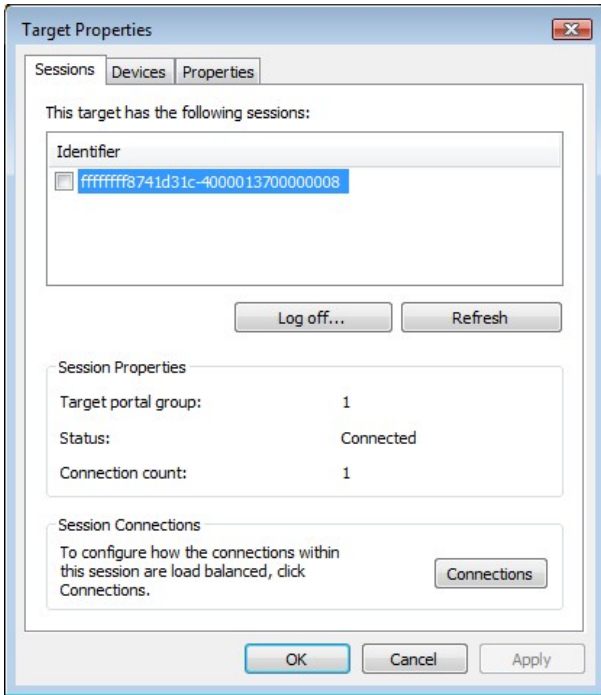 Target Properties
Sessions Devices Properties
This target has the following sessions:
Identifier
ffffffff8741d31c-4000013700000008
Log off... Refresh
Session Properties
Target portal group: 1
Status: Connected
Connection count: 1
Session Connections
To configure how the connections within
this session are load balanced, click
Connections.
Connections
OK Cancel Apply